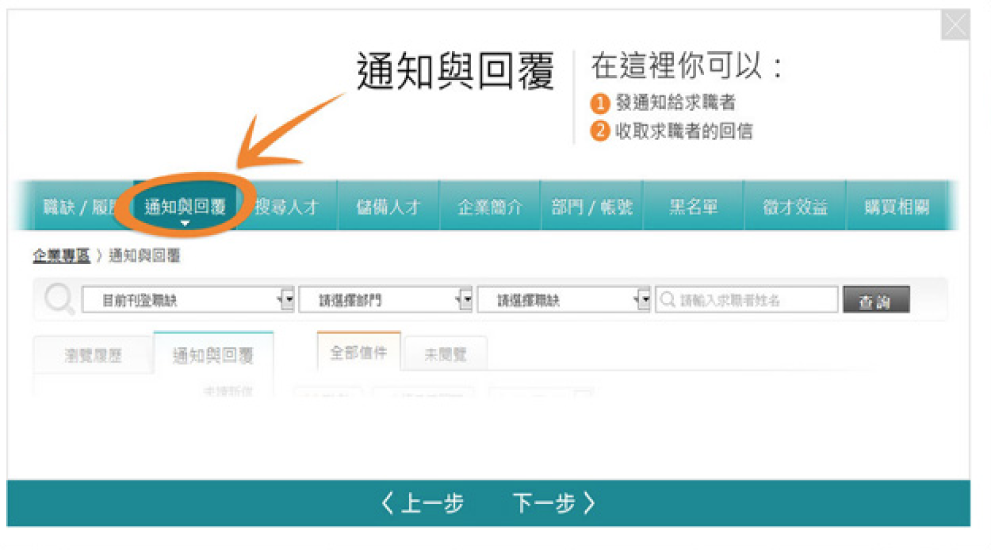 通知與回覆
在這裡你可以：
1 發通知給求職者
2 收取求職者的回信
職缺 / 履歷 通知與回覆 搜尋人才 儲備人才 企業簡介 部門 / 帳號 黑名單 徵才效益 購買相關
企業專區 〉通知與回覆
目前刊登職缺 請選擇部門 請選擇職缺 請輸入求職者姓名 查詢
瀏覽履歷 通知與回覆 全部信件 未閱覽
〈 上一步 下一步 〉